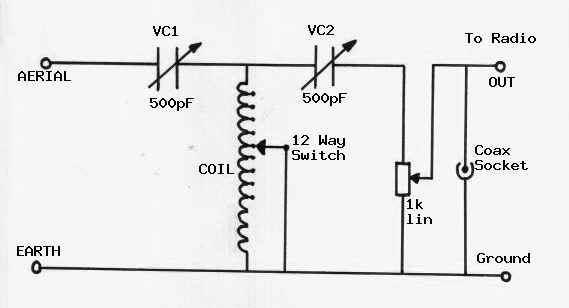 VC1
VC2
To Radio
AERIAL
500pF
500pF
OUT
12 Way
Switch
COIL
Coax
Socket
1k
lin
EARTH
Ground